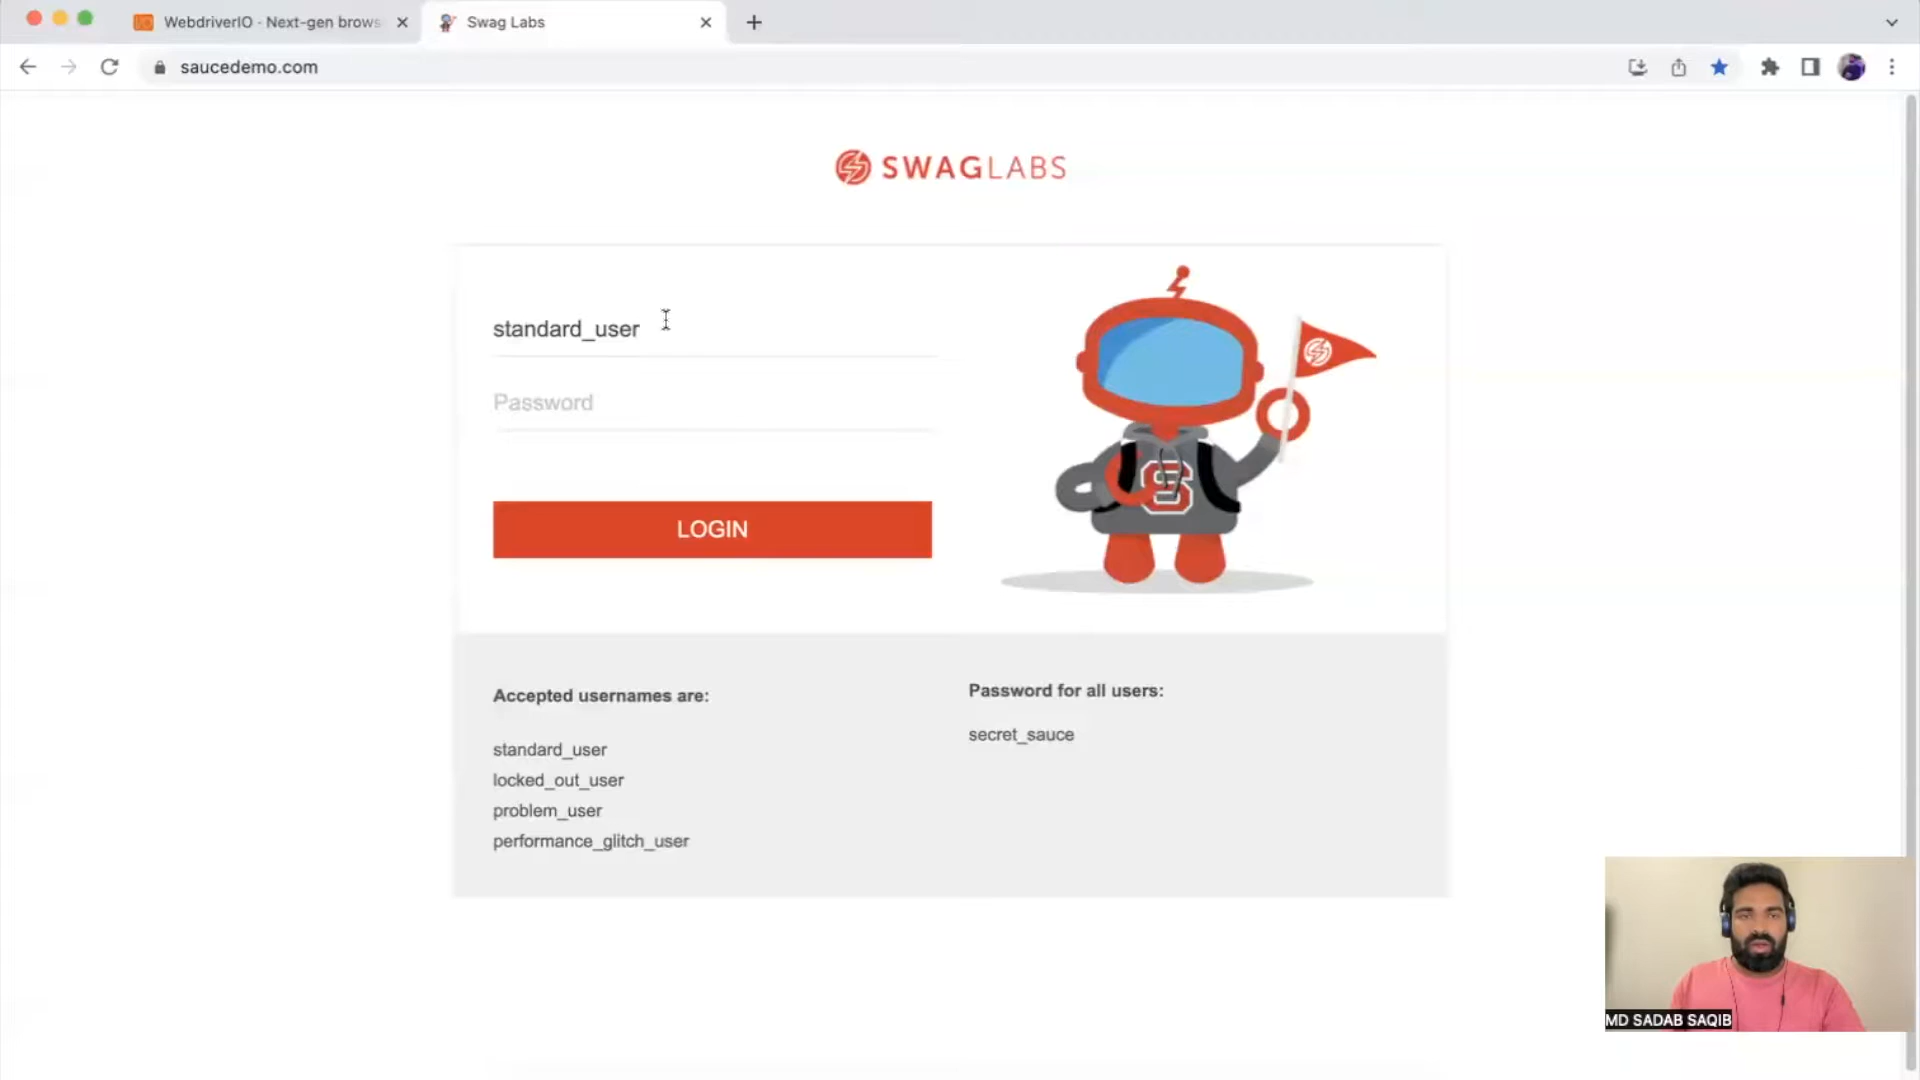 WebdriverIO · Next-gen brows
Swag Labs
saucedemo.com
SWAGLABS
standard_user
Password
LOGIN
S
Accepted usernames are:
standard_user
locked_out_user
problem_user
performance_glitch_user
Password for all users:
secret_sauce
MD SADAB SAQIB